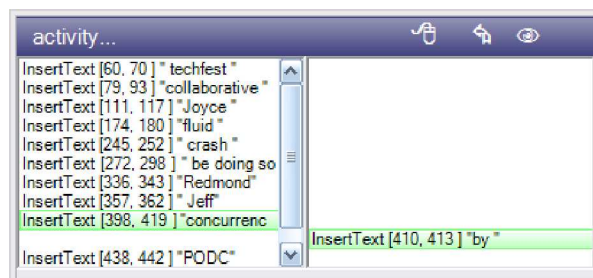 activity...
InsertText [60, 70 ] " techfest "
InsertText [79, 93 ] "collaborative "
InsertText [111, 117 ] "Joyce "
InsertText [174, 180 ] "fluid "
InsertText [245, 252 ] " crash "
InsertText [272, 298 ] " be doing so
InsertText [336, 343 ] "Redmond"
InsertText [357, 362 ] " Jeff"
InsertText [398, 419 ] "concurrenc
InsertText [410, 413 ] "by "
InsertText [438, 442 ] "PODC"